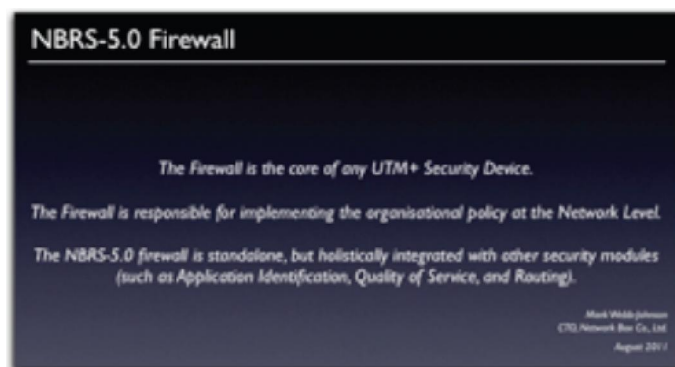 NBRS-5.0 Firewall
The Firewall is the core of any UTM+ Security Device.
The Firewall is responsible for implementing the organisational policy at the Network Level.
The NBRS-5.0 firewall is standalone, but holistically integrated with other security modules
(such as Application Identification, Quality of Service, and Routing).
Mark Webb-Johnson
CTO, Network Box Co., Ltd.
August 2011